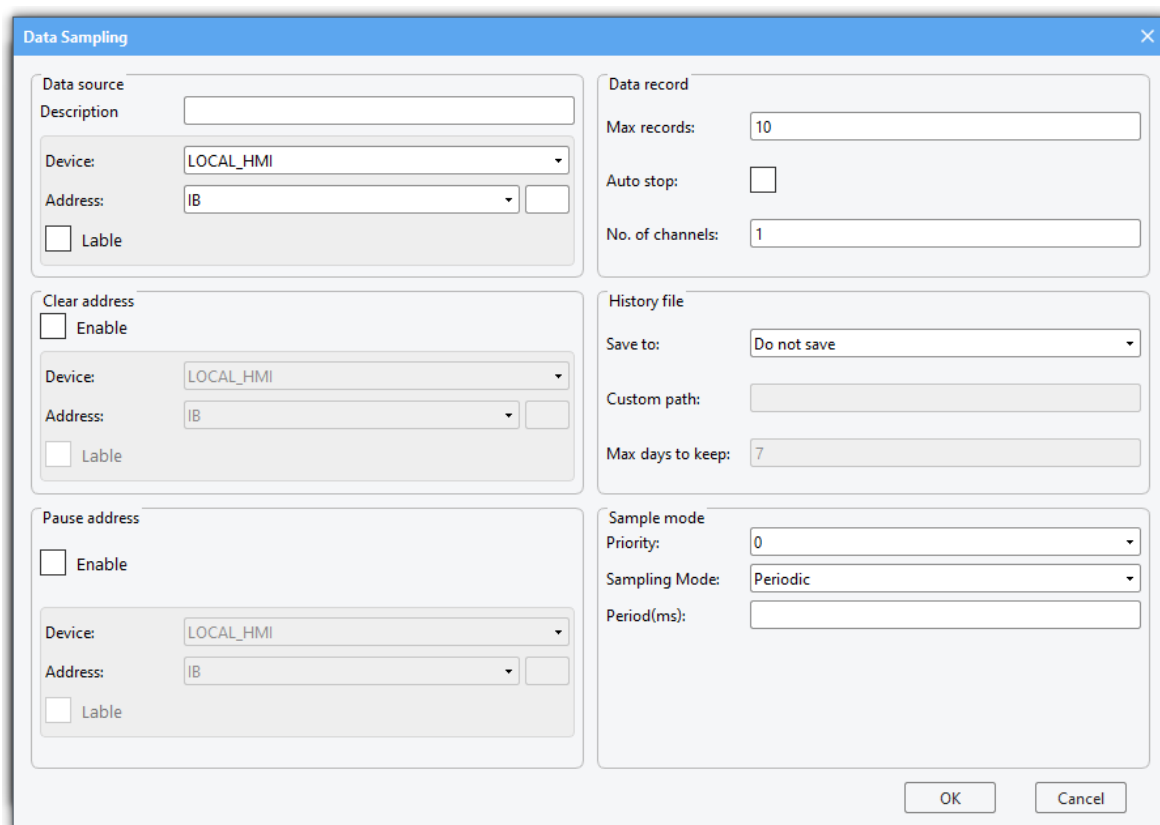 Data Sampling
Data source
Description
Device: LOCAL_HMI
Address: IB
Lable
Clear address
Enable
Device: LOCAL_HMI
Address: IB
Lable
Pause address
Enable
Device: LOCAL_HMI
Address: IB
Lable
Data record
Max records: 10
Auto stop:
No. of channels: 1
History file
Save to: Do not save
Custom path:
Max days to keep: 7
Sample mode
Priority: 0
Sampling Mode: Periodic
Period(ms):
OK Cancel